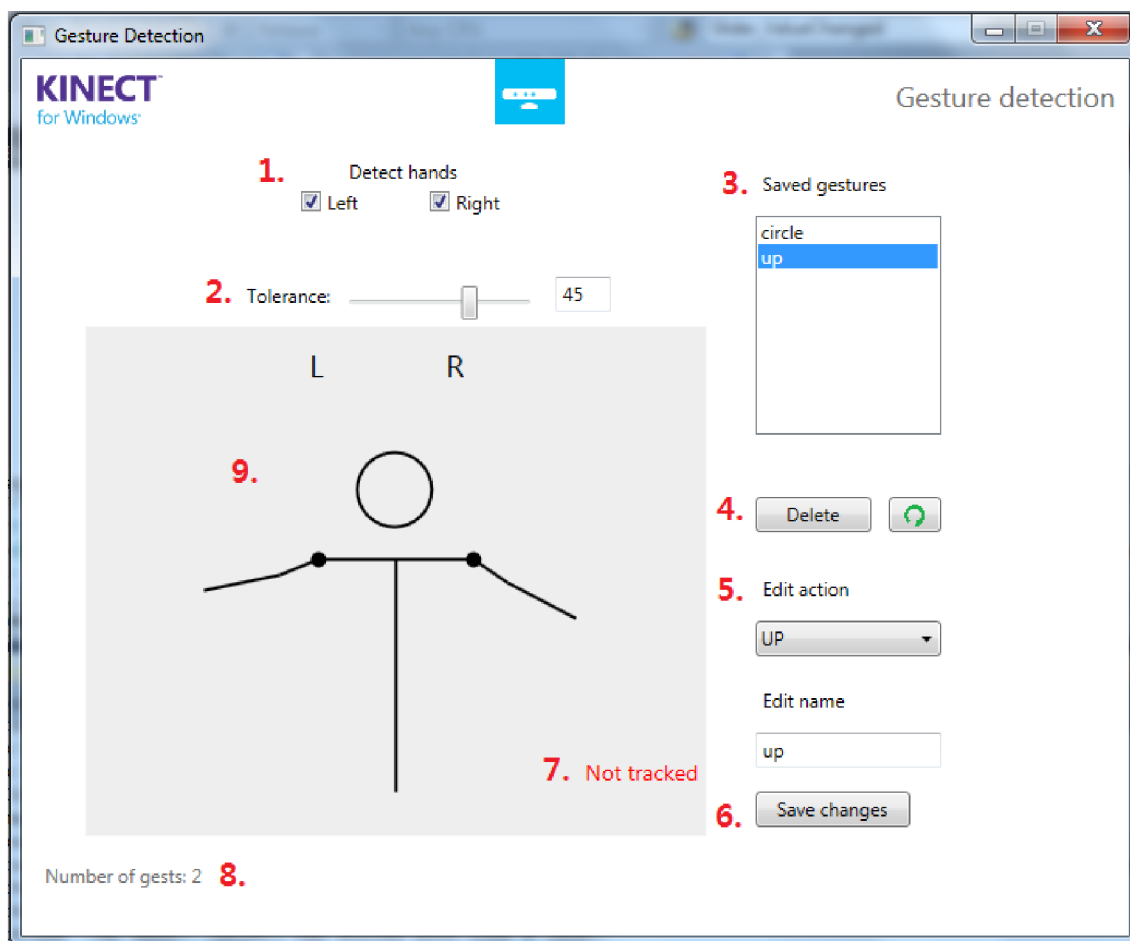 Gesture Detection
KINECT™
for Windows®
Gesture detection
1. Detect hands
Left Right
3. Saved gestures
circle
up
2. Tolerance: 45
L R
9.
4. Delete
5. Edit action
UP
Edit name
up
7. Not tracked
6. Save changes
Number of gests: 2 8.